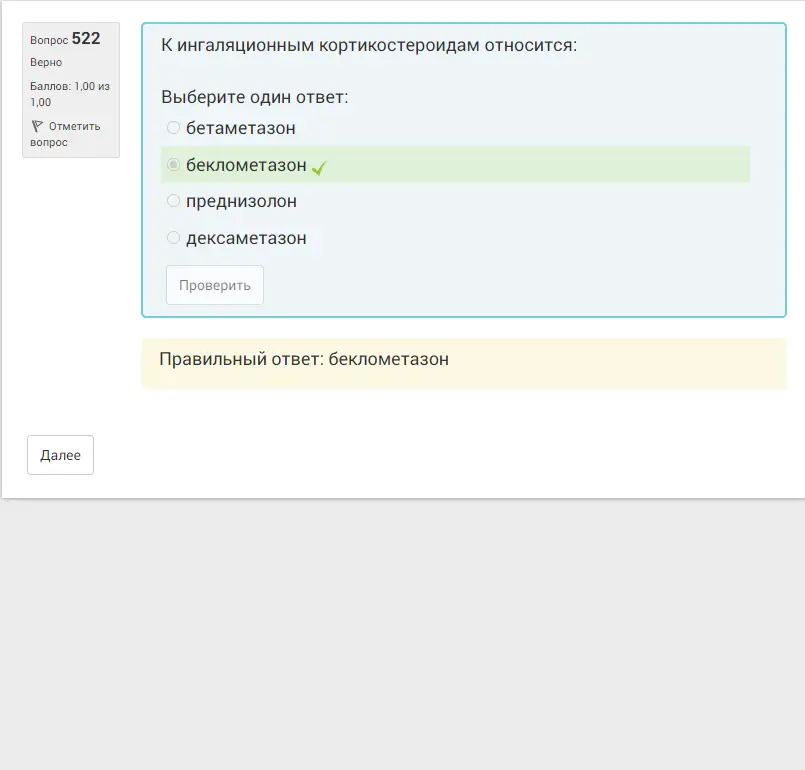 Вопрос 522
Верно
Баллов: 1,00 из
1,00
Отметить
вопрос
К ингаляционным кортикостероидам относится:
Выберите один ответ:
бетаметазон
беклометазон
преднизолон
дексаметазон
Проверить
Правильный ответ: беклометазон
Далее